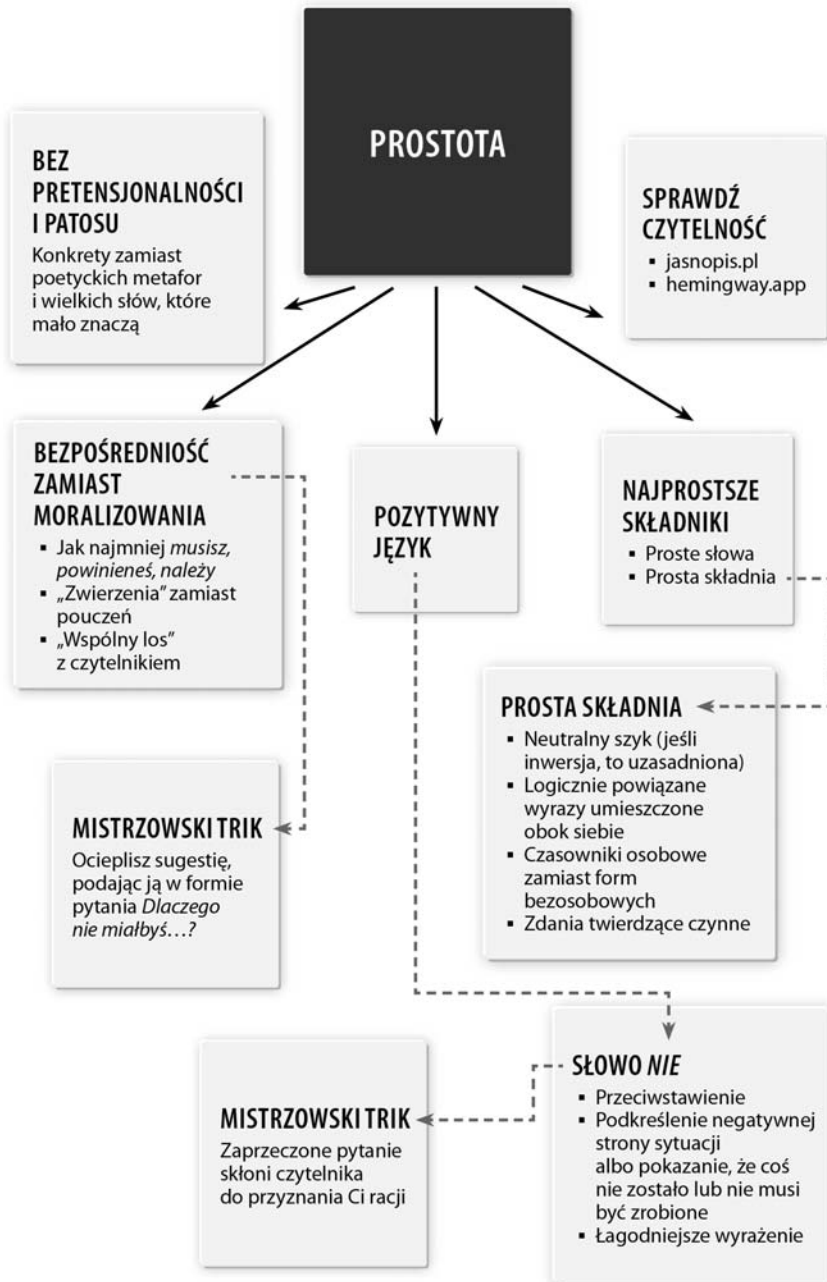 PROSTOTA
BEZ
PRETENSJONALNOŚCI
I PATOSU
Konkrety zamiast
poetyckich metafor
i wielkich słów, które
mało znaczą
SPRAWDŹ
CZYTELNOŚĆ
▪ jasnopis.pl
▪ hemingway.app
BEZPOŚREDNIOŚĆ
ZAMIAST
MORALIZOWANIA
▪ Jak najmniej musisz,
powinieneś, należy
▪ „Zwierzenia” zamiast
pouczeń
▪ „Wspólny los”
z czytelnikiem
POZYTYWNY
JĘZYK
NAJPROSTSZE
SKŁADNIKI
▪ Proste słowa
▪ Prosta składnia
PROSTA SKŁADNIA
▪ Neutralny szyk (jeśli
inwersja, to uzasadniona)
▪ Logicznie powiązane
wyrazy umieszczone
obok siebie
▪ Czasowniki osobowe
zamiast form
bezosobowych
▪ Zdania twierdzące czynne
MISTRZOWSKI TRIK
Ocieplisz sugestię,
podając ją w formie
pytania Dlaczego
nie miałbyś…?
SŁOWO NIE
▪ Przeciwstawienie
▪ Podkreślenie negatywnej
strony sytuacji
albo pokazanie, że coś
nie zostało lub nie musi
być zrobione
▪ Łagodniejsze wyrażenie
MISTRZOWSKI TRIK
Zaprzeczone pytanie
skłoni czytelnika
do przyznania Ci racji